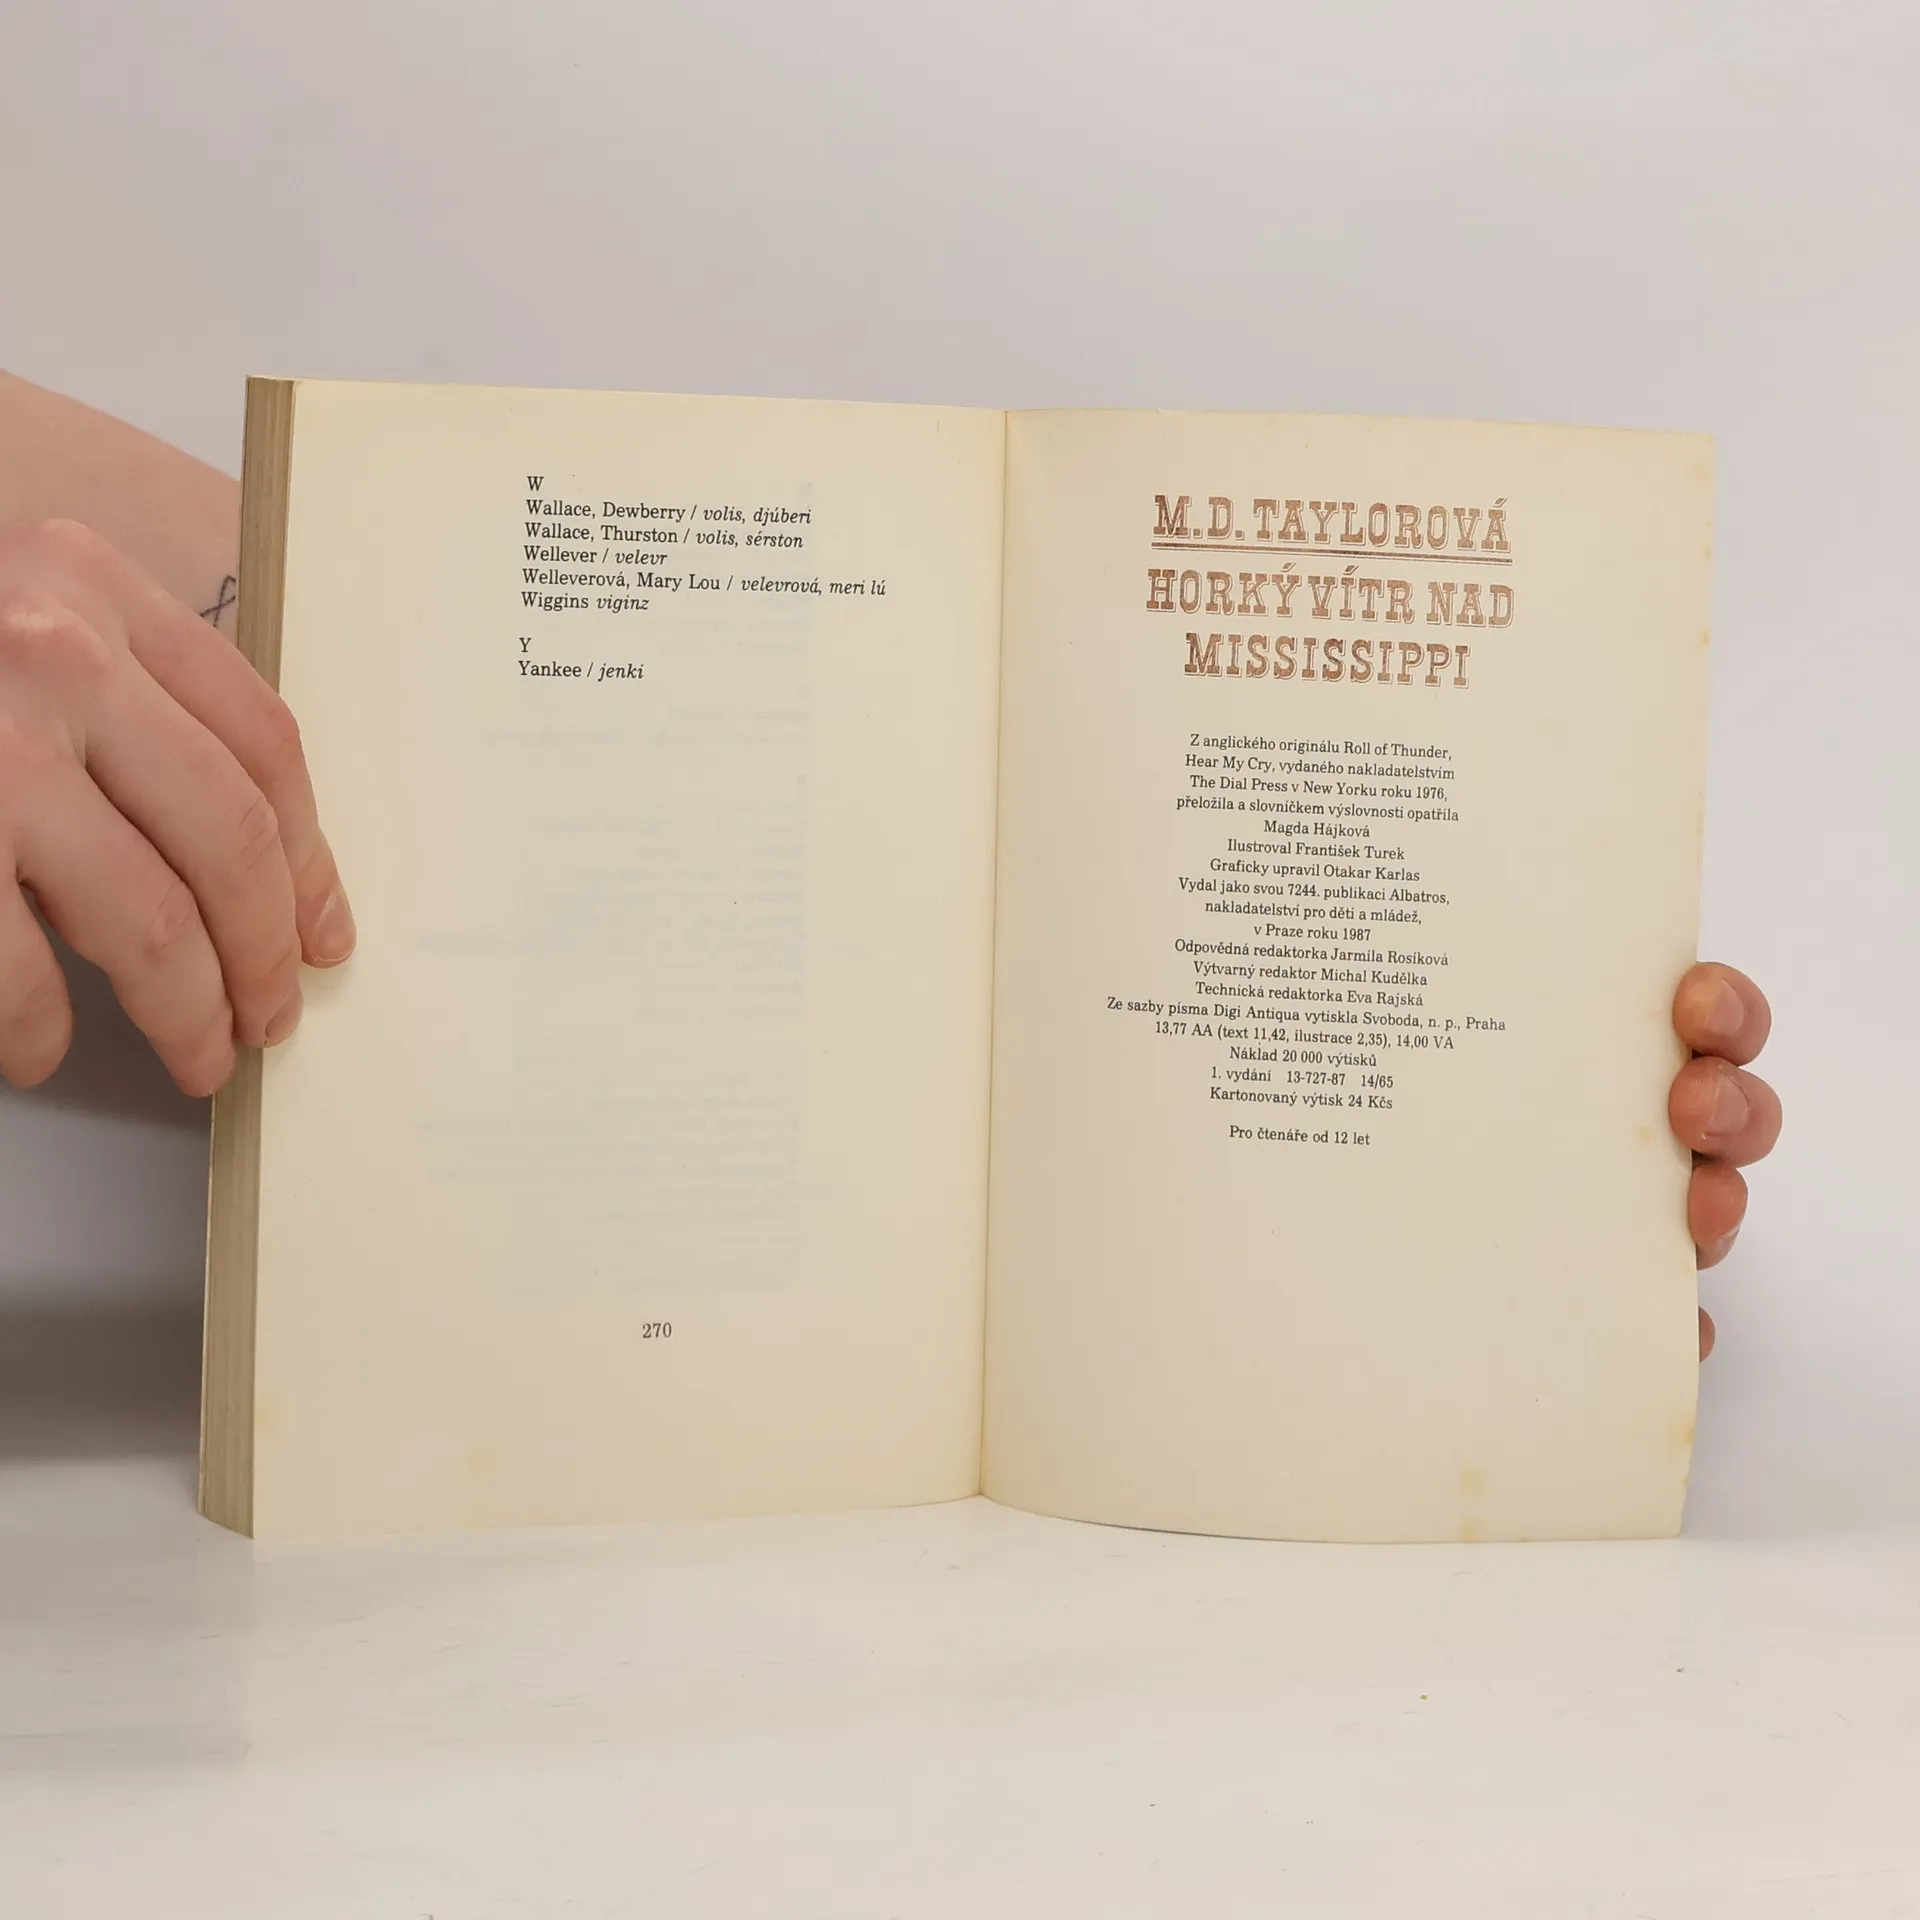 W
Wallace, Dewberry / volis, djúberi
Wallace, Thurston / volis, sérston
Wellever / velevr
Welleverová, Mary Lou / velevrová, meri lú
Wiggins viginz
Y
Yankee / jenki
270
M.D. TAYLOROVÁ
HORKÝ VÍTR NAD
MISSISSIPPI
Z anglického originálu Roll of Thunder,
Hear My Cry, vydaného nakladatelstvím
The Dial Press v New Yorku roku 1976,
přeložila a slovníčkem výslovnosti opatřila
Magda Hájková
Ilustroval František Turek
Graficky upravil Otakar Karlas
Vydal jako svou 7244. publikaci Albatros,
nakladatelství pro děti a mládež,
v Praze roku 1987
Odpovědná redaktorka Jarmila Rosíková
Výtvarný redaktor Michal Kudělka
Technická redaktorka Eva Rajská
Ze sazby písma Digi Antiqua vytiskla Svoboda, n. p., Praha
13,77 AA (text 11,42, ilustrace 2,35), 14,00 VA
Náklad 20 000 výtisků
1. vydání 13-727-87 14/65
Kartonovaný výtisk 24 Kčs
Pro čtenáře od 12 let